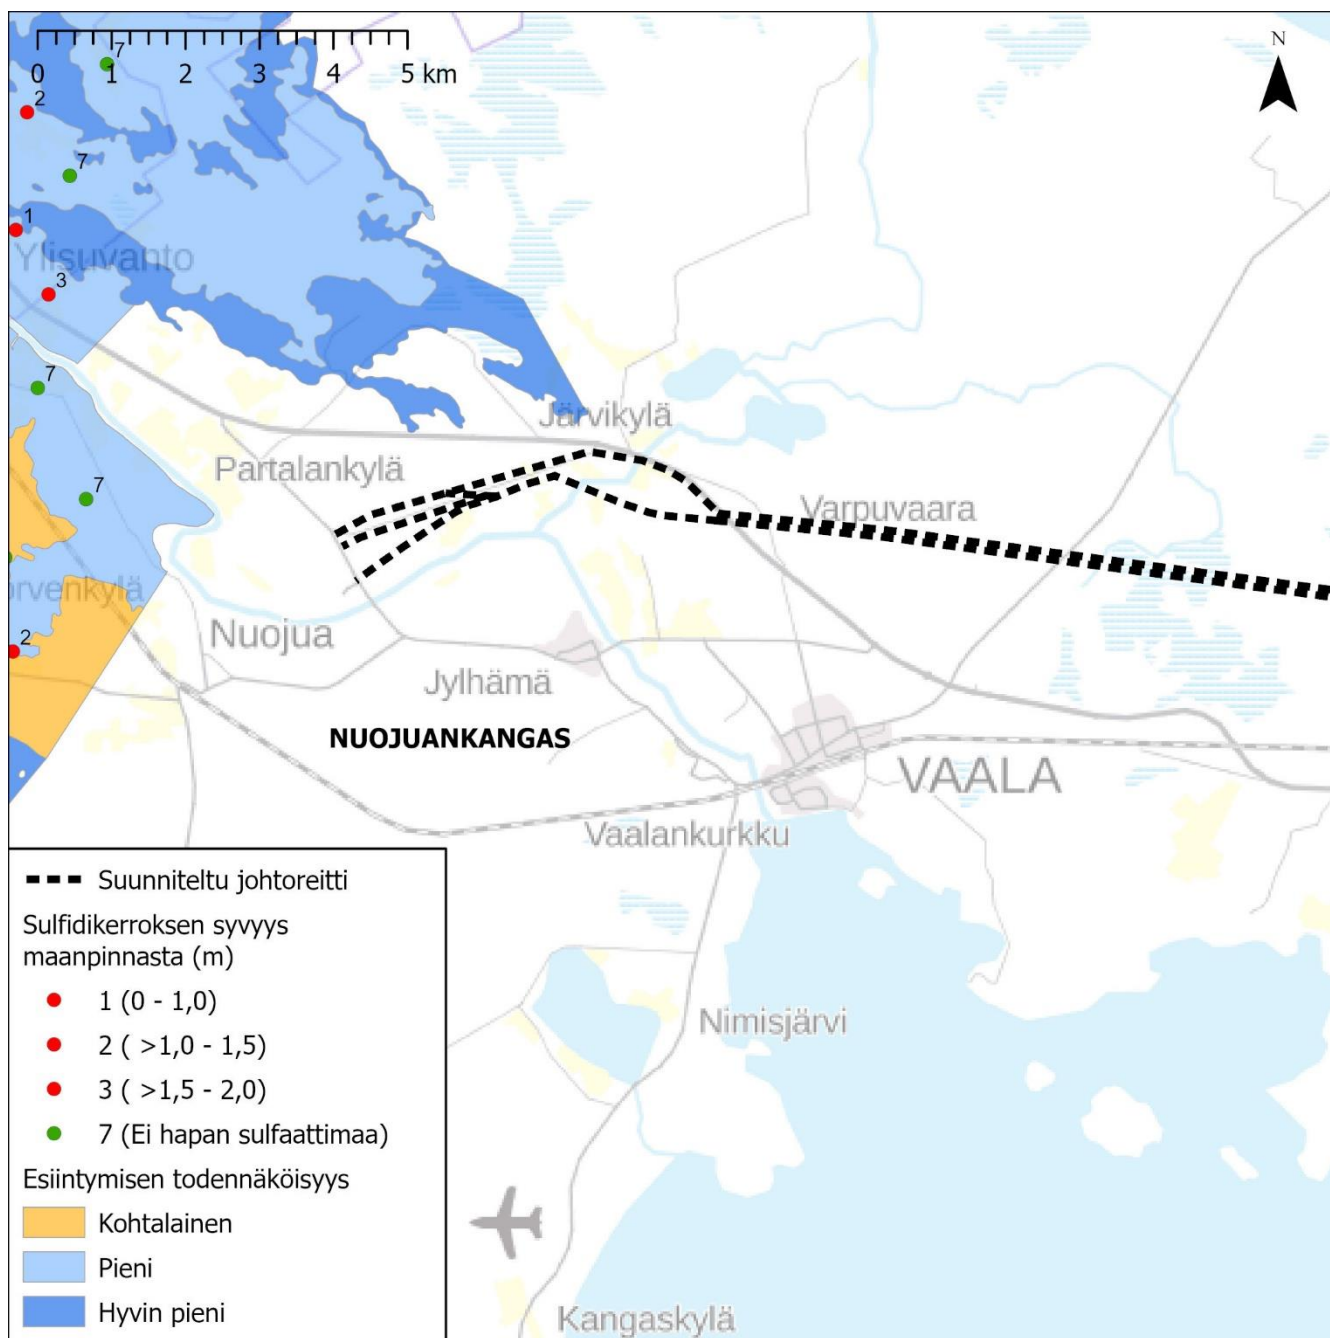 N
0 1 2 3 4 5 km
7
2
7
1
Ylisuvanto
3
7
Järvikylä
Partalankylä
7
Varpuvaara
orvenkylä
Nuojua
2
Jylhämä
NUOJUANKANGAS
VAALA
Vaalankurkku
Nimisjärvi
Kangaskylä
Suunniteltu johtoreitti
Sulfidikerroksen syvyys
maanpinnasta (m)
1 (0 - 1,0)
2 ( >1,0 - 1,5)
3 ( >1,5 - 2,0)
7 (Ei hapan sulfaattimaa)
Esiintymisen todennäköisyys
Kohtalainen
Pieni
Hyvin pieni